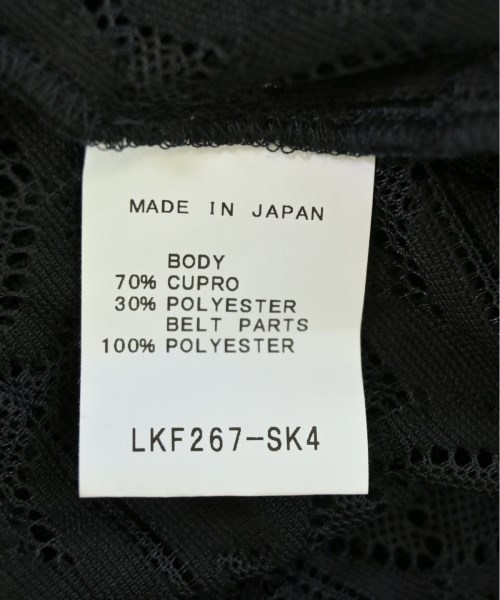 MADE IN JAPAN
BODY
70% CUPRO
30% POLYESTER
BELT PARTS
100% POLYESTER
LKF267-SK4